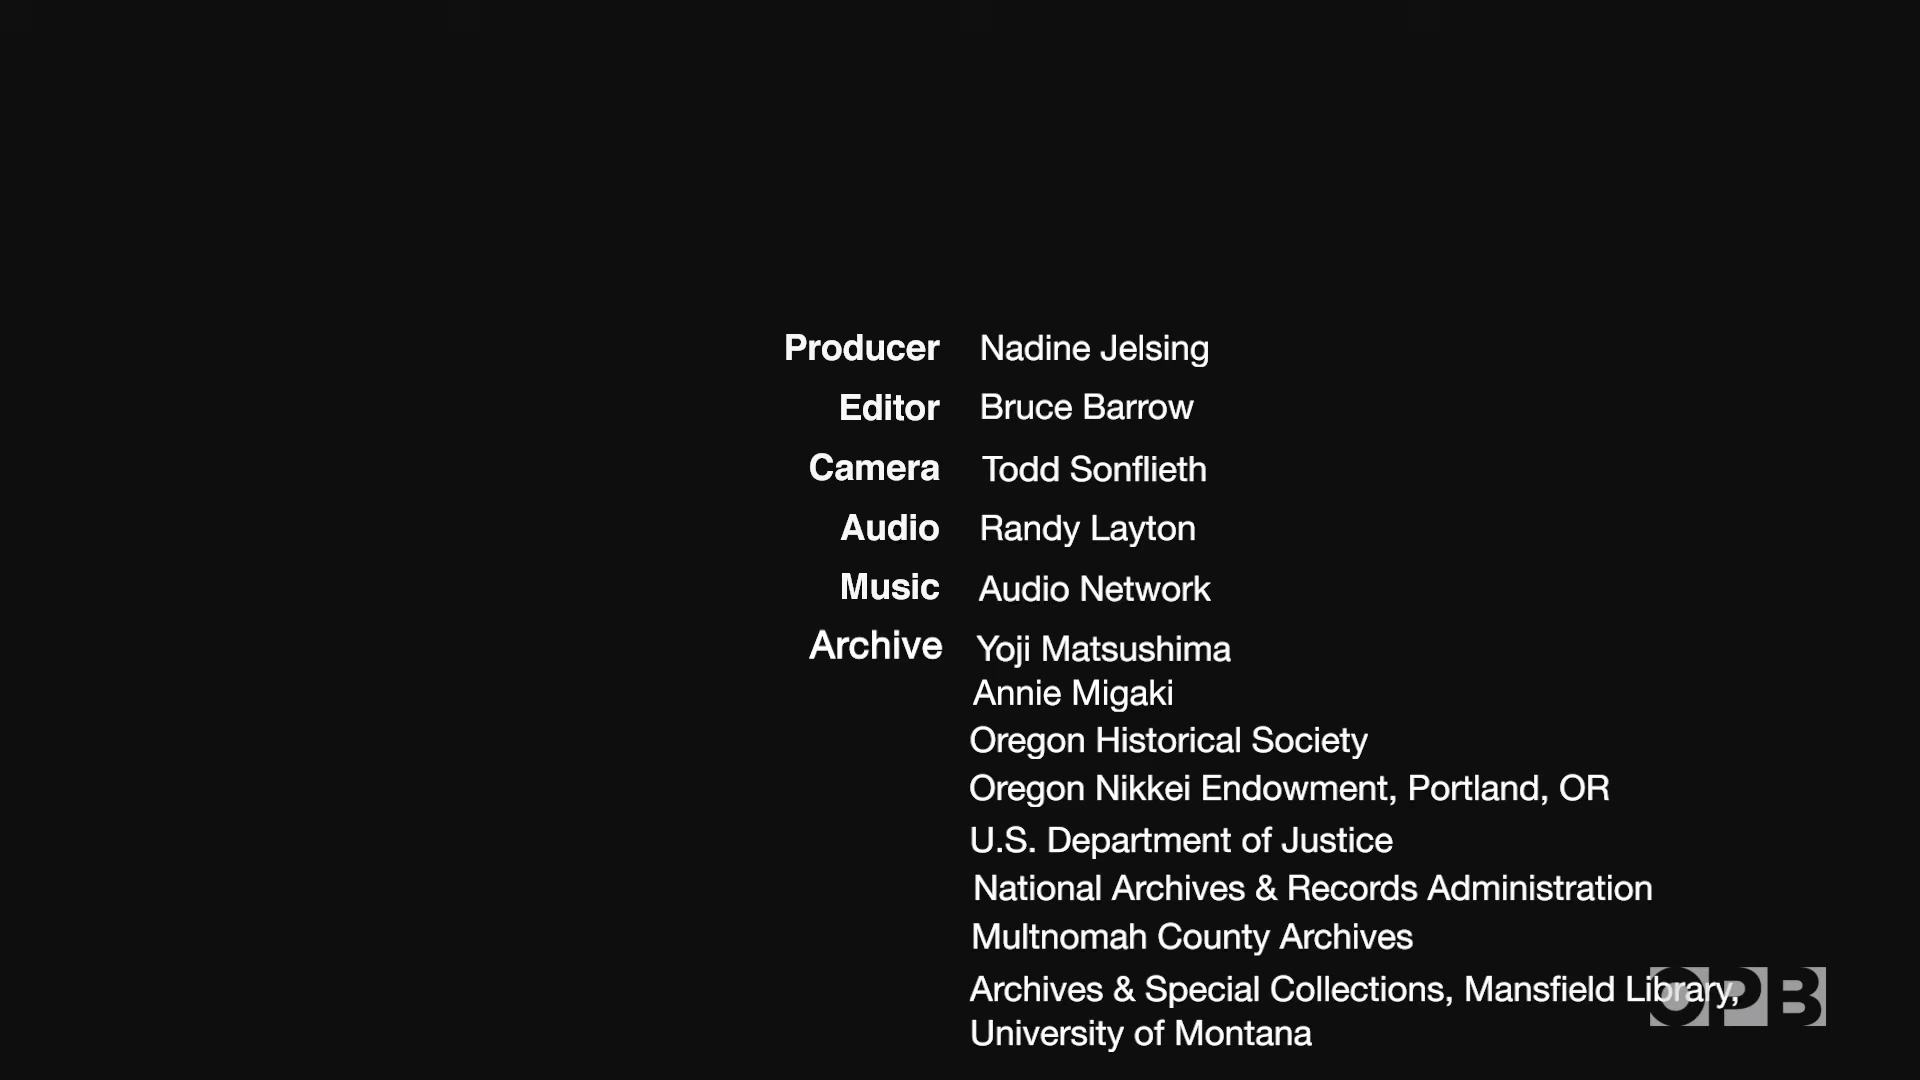 Producer Nadine Jelsing
Editor Bruce Barrow
Camera Todd Sonflieth
Audio Randy Layton
Music Audio Network
Archive Yoji Matsushima
Annie Migaki
Oregon Historical Society
Oregon Nikkei Endowment, Portland, OR
U.S. Department of Justice
National Archives & Records Administration
Multnomah County Archives
Archives & Special Collections, Mansfield Library,
University of Montana
OPB